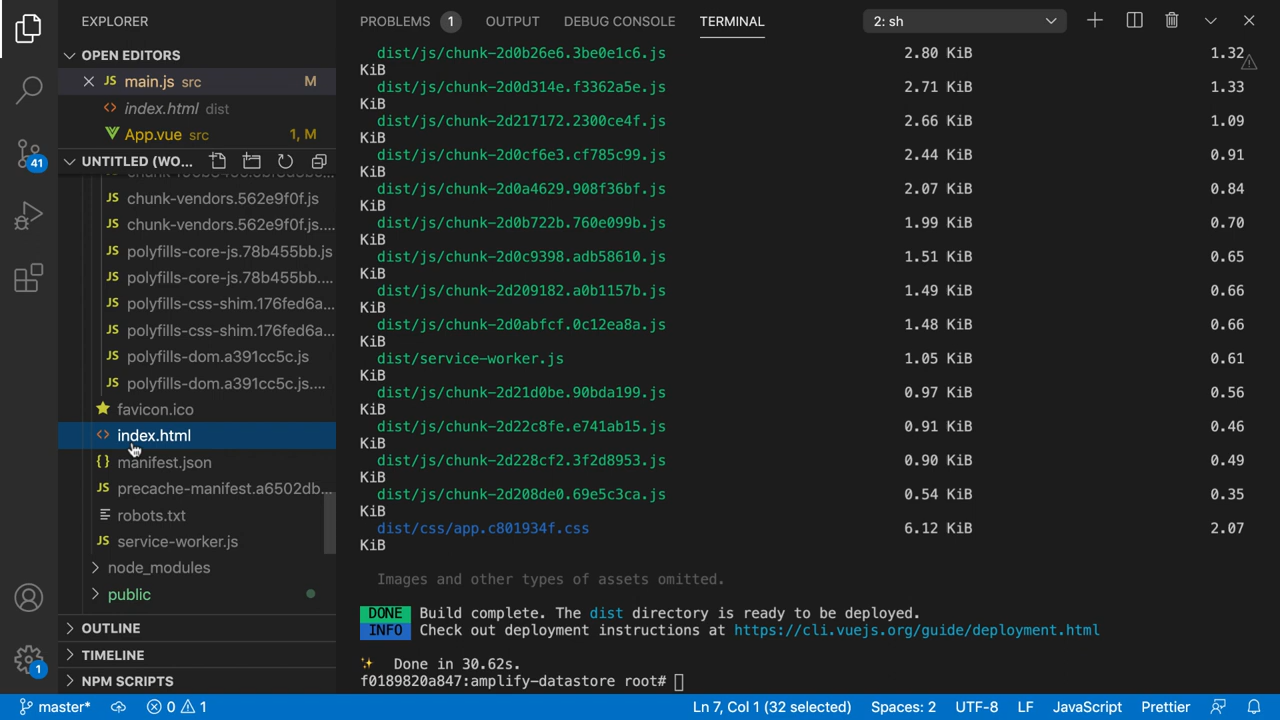 EXPLORER
OPEN EDITORS
JS main.js src M
<> index.html dist
App.vue src 1, M
UNTITLED (WO...
JS chunk-vendors.562e9f0f.js
JS chunk-vendors.562e9f0f.js....
JS polyfills-core-js.78b455bb.js
JS polyfills-core-js.78b455bb....
JS polyfills-css-shim.176fed6a...
JS polyfills-css-shim.176fed6a...
JS polyfills-dom.a391cc5c.js
JS polyfills-dom.a391cc5c.js....
favicon.ico
<> index.html
{} manifest.json
JS precache-manifest.a6502db...
robots.txt
JS service-worker.js
node_modules
public
OUTLINE
TIMELINE
NPM SCRIPTS
41
1
PROBLEMS 1 OUTPUT DEBUG CONSOLE TERMINAL 2: sh
dist/js/chunk-2d0b26e6.3be0e1c6.js 2.80 KiB 1.32
KiB
dist/js/chunk-2d0d314e.f3362a5e.js 2.71 KiB 1.33
KiB
dist/js/chunk-2d217172.2300ce4f.js 2.66 KiB 1.09
KiB
dist/js/chunk-2d0cf6e3.cf785c99.js 2.44 KiB 0.91
KiB
dist/js/chunk-2d0a4629.908f36bf.js 2.07 KiB 0.84
KiB
dist/js/chunk-2d0b722b.760e099b.js 1.99 KiB 0.70
KiB
dist/js/chunk-2d0c9398.adb58610.js 1.51 KiB 0.65
KiB
dist/js/chunk-2d209182.a0b1157b.js 1.49 KiB 0.66
KiB
dist/js/chunk-2d0abfcf.0c12ea8a.js 1.48 KiB 0.66
KiB
dist/service-worker.js 1.05 KiB 0.61
KiB
dist/js/chunk-2d21d0be.90bda199.js 0.97 KiB 0.56
KiB
dist/js/chunk-2d22c8fe.e741ab15.js 0.91 KiB 0.46
KiB
dist/js/chunk-2d228cf2.3f2d8953.js 0.90 KiB 0.49
KiB
dist/js/chunk-2d208de0.69e5c3ca.js 0.54 KiB 0.35
KiB
dist/css/app.c801934f.css 6.12 KiB 2.07
KiB
Images and other types of assets omitted.
DONE Build complete. The dist directory is ready to be deployed.
INFO Check out deployment instructions at https://cli.vuejs.org/guide/deployment.html
Done in 30.62s.
f0189820a847:amplify-datastore root#
master* 0 1 Ln 7, Col 1 (32 selected) Spaces: 2 UTF-8 LF JavaScript Prettier